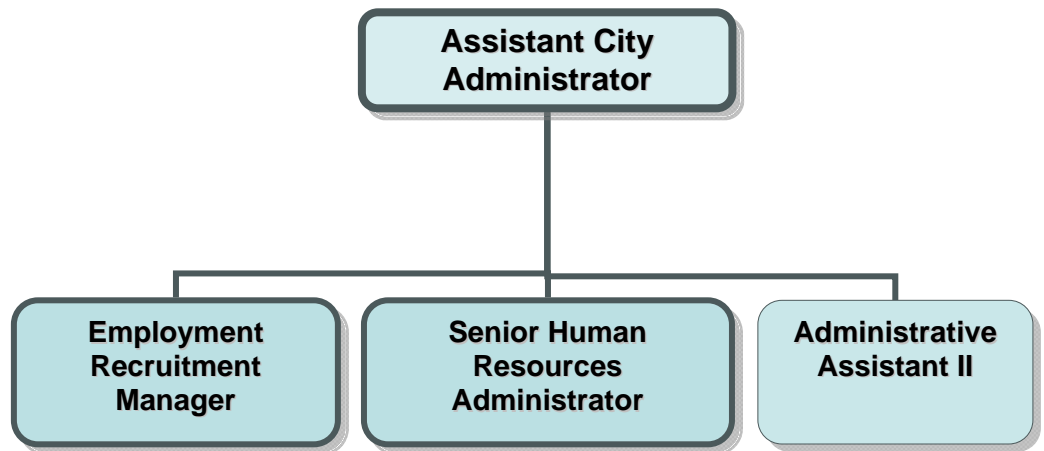 Assistant City
Administrator
Employment
Recruitment
Manager
Senior Human
Resources
Administrator
Administrative
Assistant II